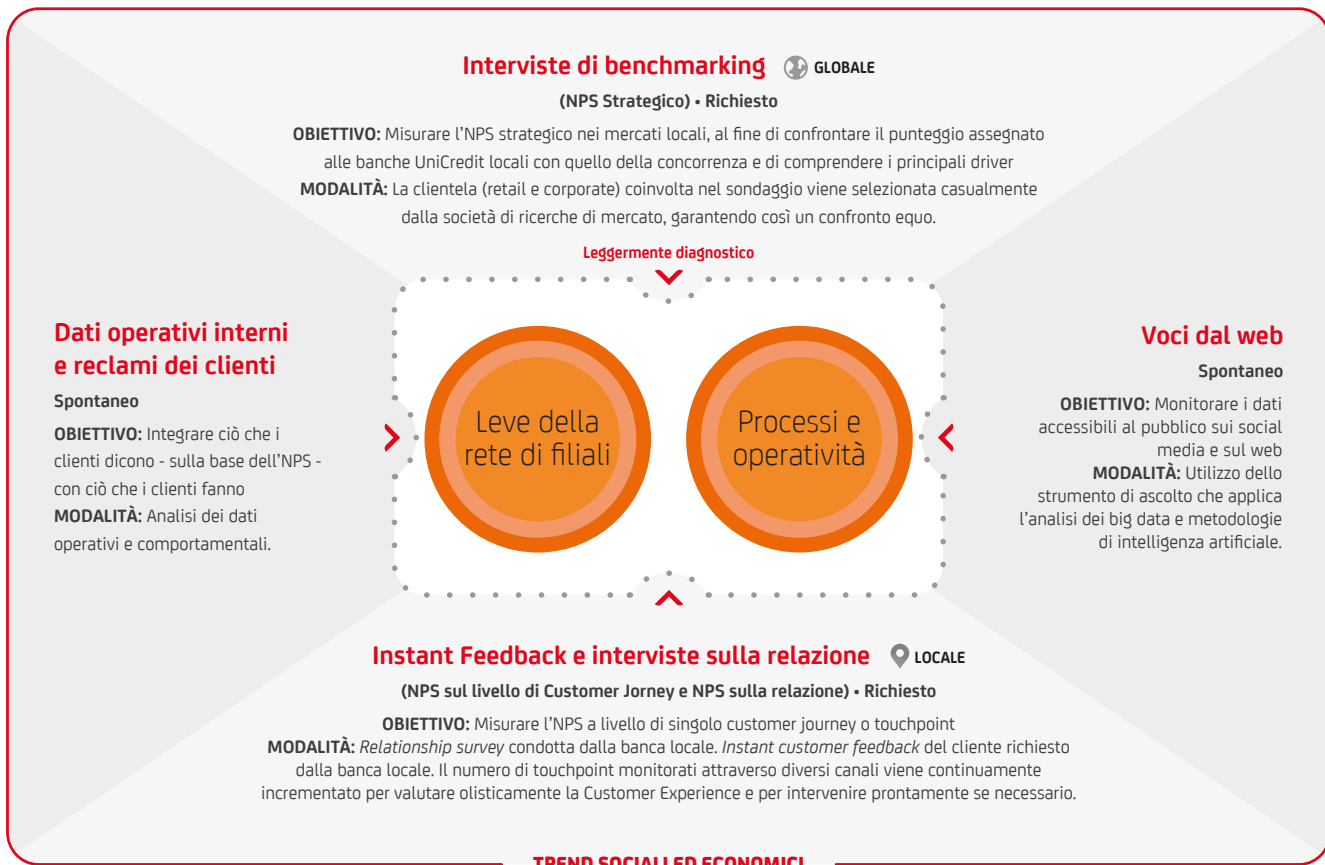 Interviste di benchmarking GLOBALE
(NPS Strategico) • Richiesto
OBIETTIVO: Misurare l'NPS strategico nei mercati locali, al fine di confrontare il punteggio assegnato
alle banche UniCredit locali con quello della concorrenza e di comprendere i principali driver
MODALITÀ: La clientela (retail e corporate) coinvolta nel sondaggio viene selezionata casualmente
dalla società di ricerche di mercato, garantendo così un confronto equo.
Leggermente diagnostico
Dati operativi interni
e reclami dei clienti
Spontaneo
OBIETTIVO: Integrare ciò che i
clienti dicono - sulla base dell'NPS -
con ciò che i clienti fanno
MODALITÀ: Analisi dei dati
operativi e comportamentali.
Leve della
rete di filiali
Processi e
operatività
Voci dal web
Spontaneo
OBIETTIVO: Monitorare i dati
accessibili al pubblico sui social
media e sul web
MODALITÀ: Utilizzo dello
strumento di ascolto che applica
l'analisi dei big data e metodologie
di intelligenza artificiale.
Instant Feedback e interviste sulla relazione LOCALE
(NPS sul livello di Customer Jorney e NPS sulla relazione) • Richiesto
OBIETTIVO: Misurare l'NPS a livello di singolo customer journey o touchpoint
MODALITÀ: Relationship survey condotta dalla banca locale. Instant customer feedback del cliente richiesto
dalla banca locale. Il numero di touchpoint monitorati attraverso diversi canali viene continuamente
incrementato per valutare olisticamente la Customer Experience e per intervenire prontamente se necessario.
TREND SOCIALI ED ECONOMICI